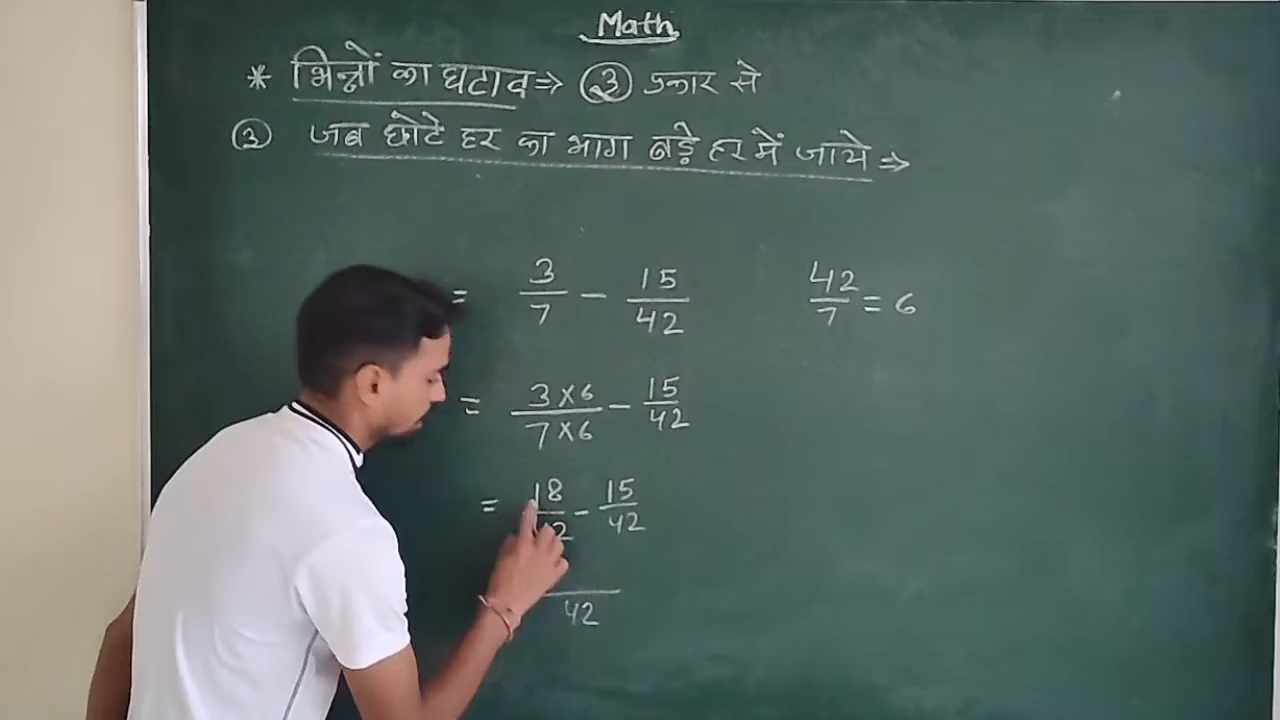 Math
* भिन्नों का घटाव ⇒ (3) प्रकार से
(3) जब छोटे हर का भाग बड़े हर में जाये ⇒
= 3/7 - 15/42
42/7 = 6
= 3×6/7×6 - 15/42
= 18/42 - 15/42
/42